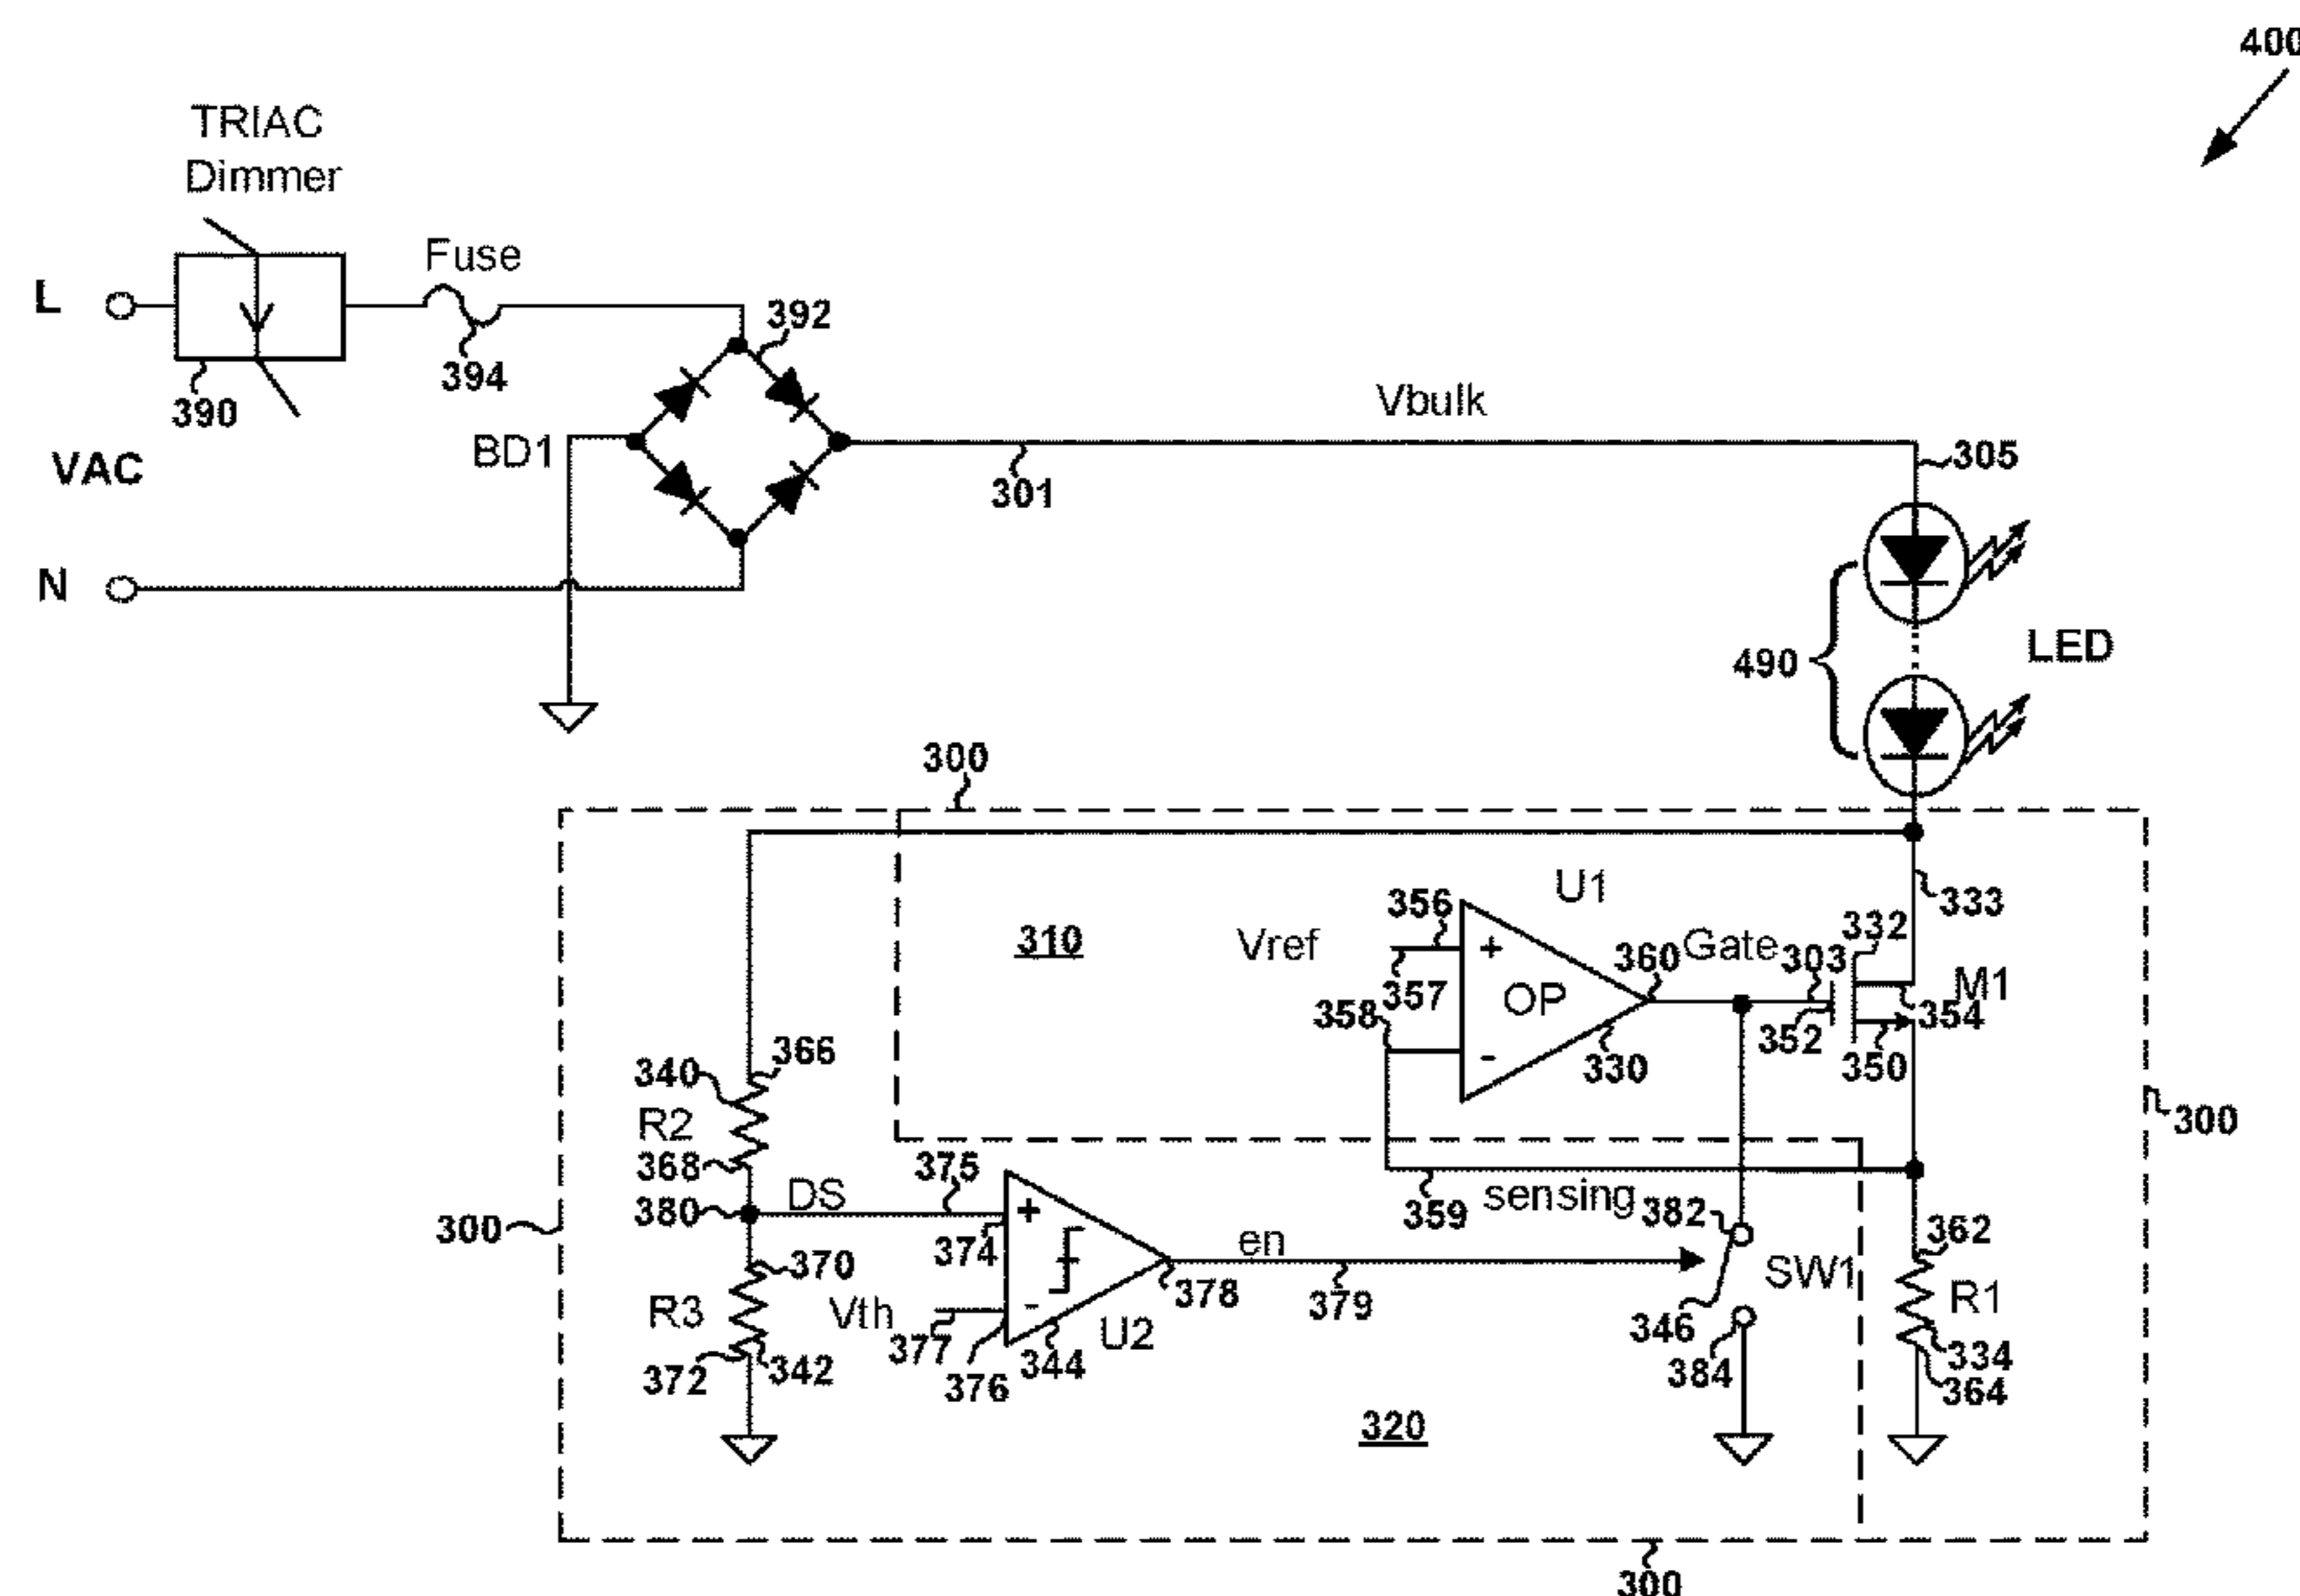 400
TRIAC
Dimmer
Fuse
L
392
394
390
Vbulk
BD1
305
VAC
301
N
LED
490
300
U1
333
356
332
310
Vref
360
Gate
303
357
M1
OP
358
354
352
350
330
366
340
R2
300
368
375
DS
sensing
380
359
382
300
374
en
362
370
SW1
378
379
R3
Vth
R1
346
377
U2
334
372
342
344
384
364
376
320
300
+
-
+
-